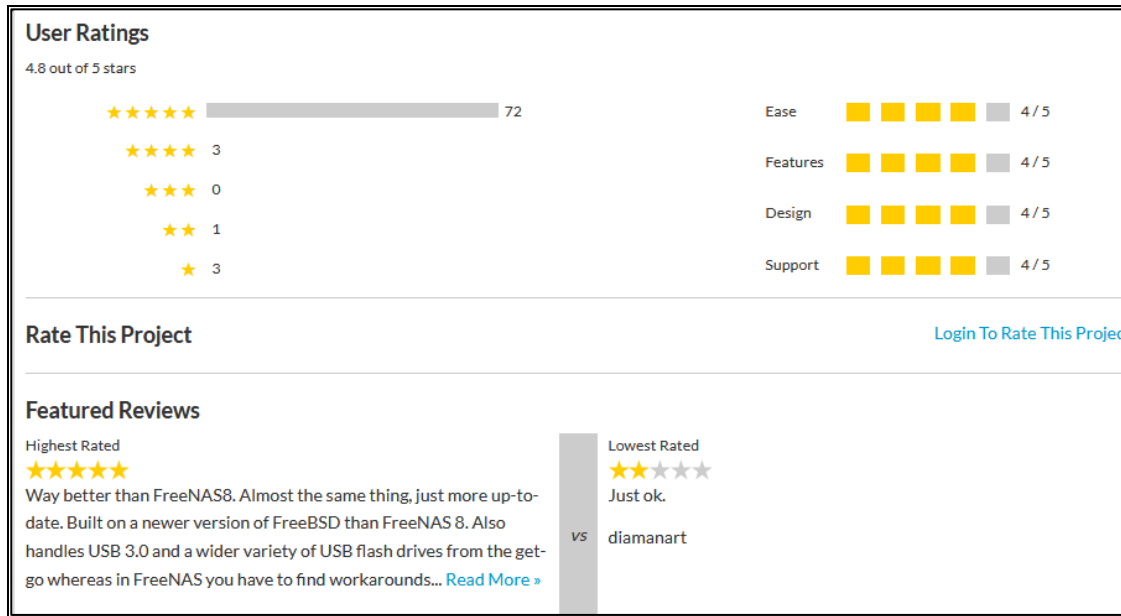 User Ratings
4.8 out of 5 stars
72
3
0
1
3
Ease 4 / 5
Features 4 / 5
Design 4 / 5
Support 4 / 5
Rate This Project
Login To Rate This Projec
Featured Reviews
Highest Rated
Way better than FreeNAS8. Almost the same thing, just more up-to-
date. Built on a newer version of FreeBSD than FreeNAS 8. Also
handles USB 3.0 and a wider variety of USB flash drives from the get-
go whereas in FreeNAS you have to find workarounds... Read More »
vs
Lowest Rated
Just ok.
diamanart